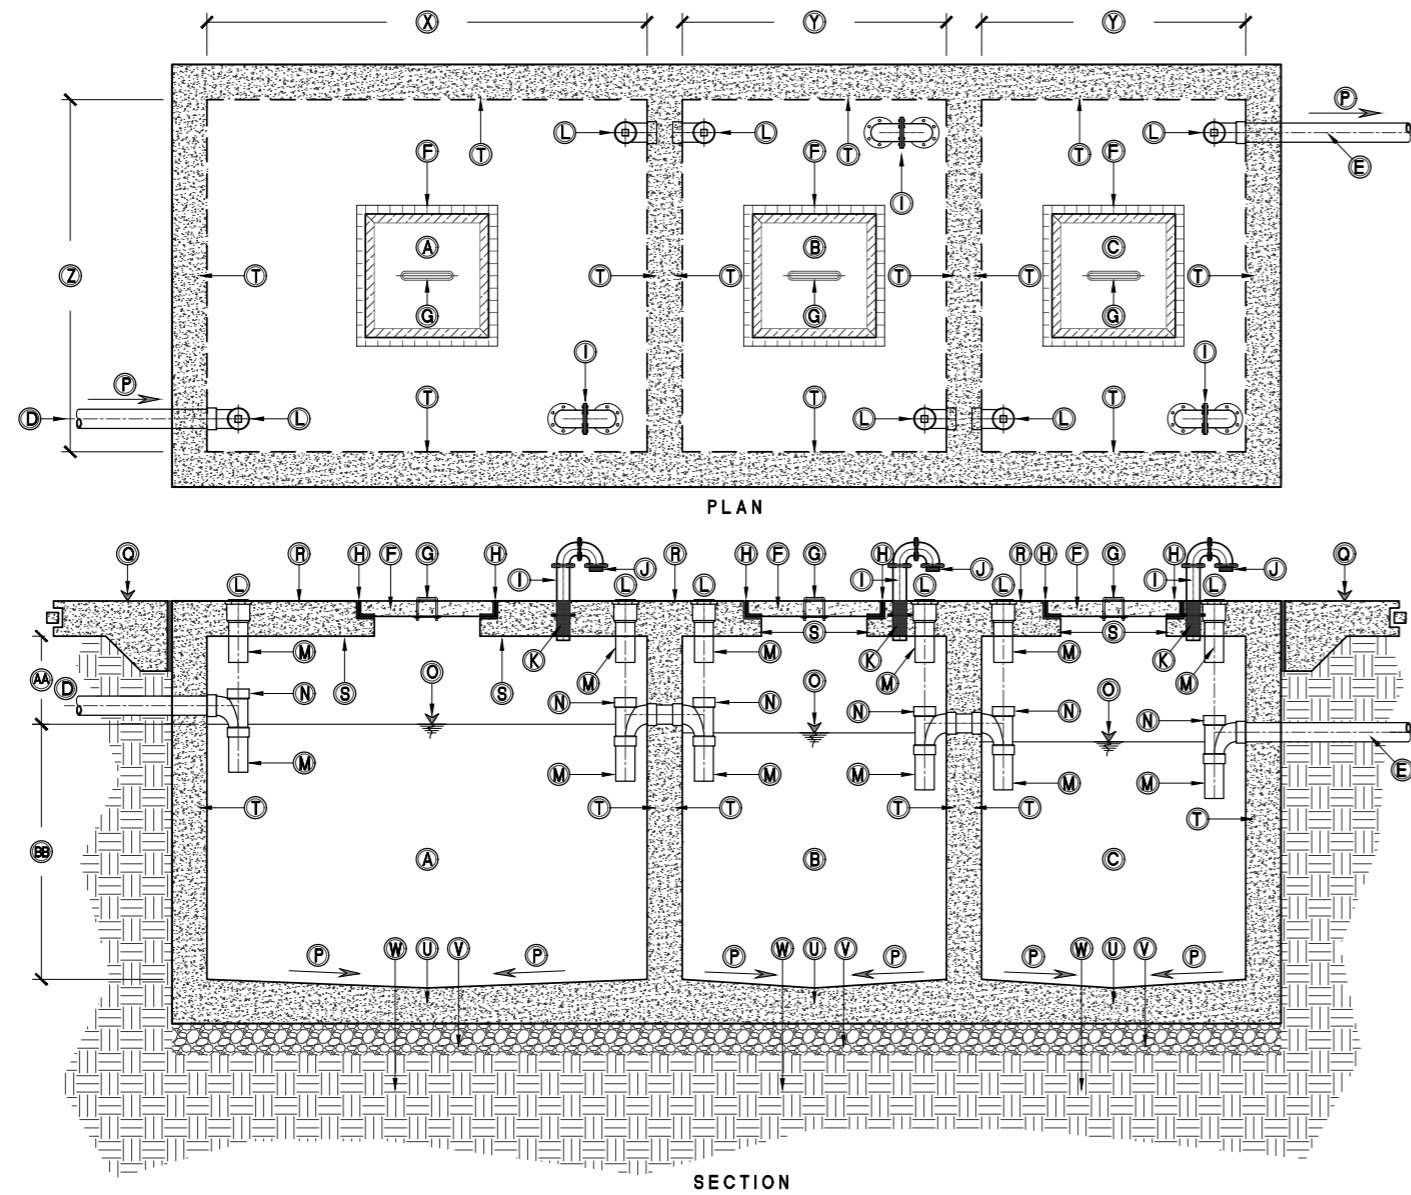 X Y Y
P
L L L
F T T F T F E
I
A B C
Z T T T T T T
G G G
I I
P T T T
D L L L
PLAN
Q R H F G H R H F G H R H F G H Q
I J I J I J
L L L L L L
S S
M K M M K M M K M
AA D N S O S N N O N N O N
E
M M M M M M
T T T T T T
BB A B C
P W U V P P W U V P P W U V P
SECTION